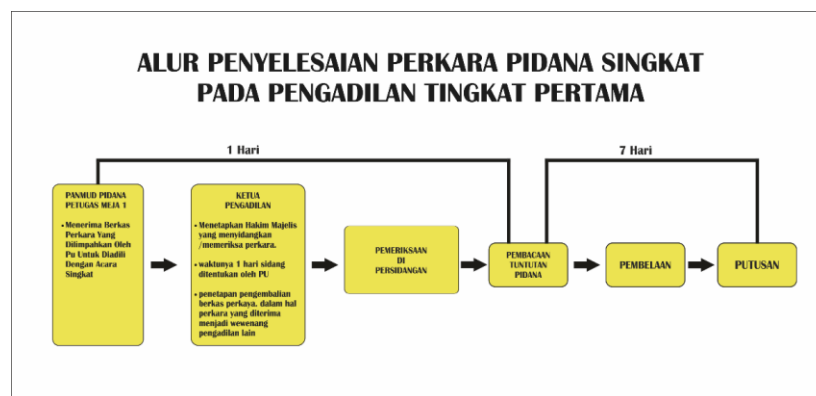 ALUR PENYELESAIAN PERKARA PIDANA SINGKAT
PADA PENGADILAN TINGKAT PERTAMA
1 Hari
7 Hari
PANMUD PIDANA
PETUGAS MEJA 1
• Menerima Berkas
Perkara Yang
Dilimpahkan Oleh
Pu Untuk Diadili
Dengan Acara
Singkat
KETUA
PENGADILAN
• Menetapkan Hakim Majelis
yang menyidangkan
/memeriksa perkara.
• waktunya 1 hari sidang
ditentukan oleh PU
• penetapan pengembalian
berkas perkaya. dalam hal
perkara yang diterima
menjadi wewenang
pengadilan lain
PEMERIKSAAN
DI
PERSIDANGAN
PEMBACAAN
TUNTUTAN
PIDANA
PEMBELAAN
PUTUSAN